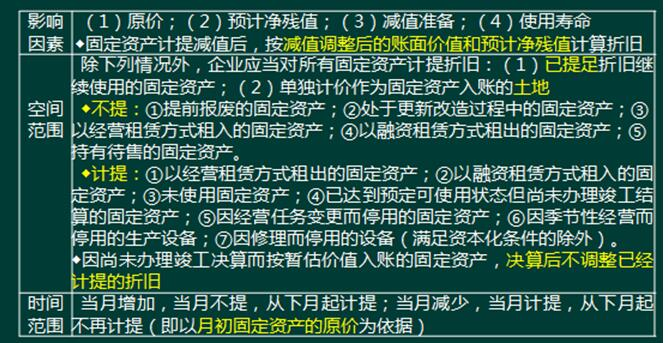 影响
因素
（1）原价；（2）预计净残值；（3）减值准备；（4）使用寿命
◆固定资产计提减值后，按减值调整后的账面价值和预计净残值计算折旧
空间
范围
除下列情况外，企业应当对所有固定资产计提折旧：（1）已提足折旧继
续使用的固定资产；（2）单独计价作为固定资产入账的土地
◆不提：①提前报废的固定资产；②处于更新改造过程中的固定资产；③
以经营租赁方式租入的固定资产；④以融资租赁方式租出的固定资产；⑤
持有待售的固定资产。
◆计提：①以经营租赁方式租出的固定资产；②以融资租赁方式租入的固
定资产；③未使用固定资产；④已达到预定可使用状态但尚未办理竣工结
算的固定资产；⑤因经营任务变更而停用的固定资产；⑥因季节性经营而
停用的生产设备；⑦因修理而停用的设备（满足资本化条件的除外）。
◆因尚未办理竣工决算而按暂估价值入账的固定资产，决算后不调整已经
计提的折旧
时间
范围
当月增加，当月不提，从下月起计提；当月减少，当月计提，从下月起
不再计提（即以月初固定资产的原价为依据）